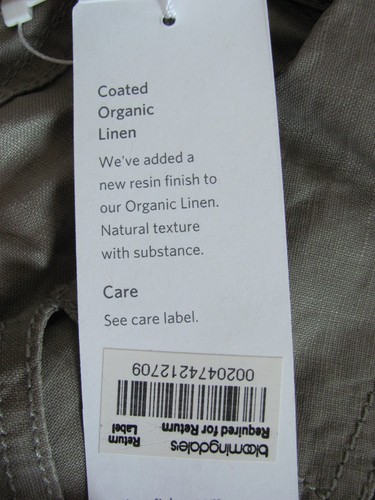 Coated
Organic
Linen
We've added a
new resin finish to
our Organic Linen.
Natural texture
with substance.
Care
See care label.
bloomingdale's
Required for Return
Return
Label
0020474212709